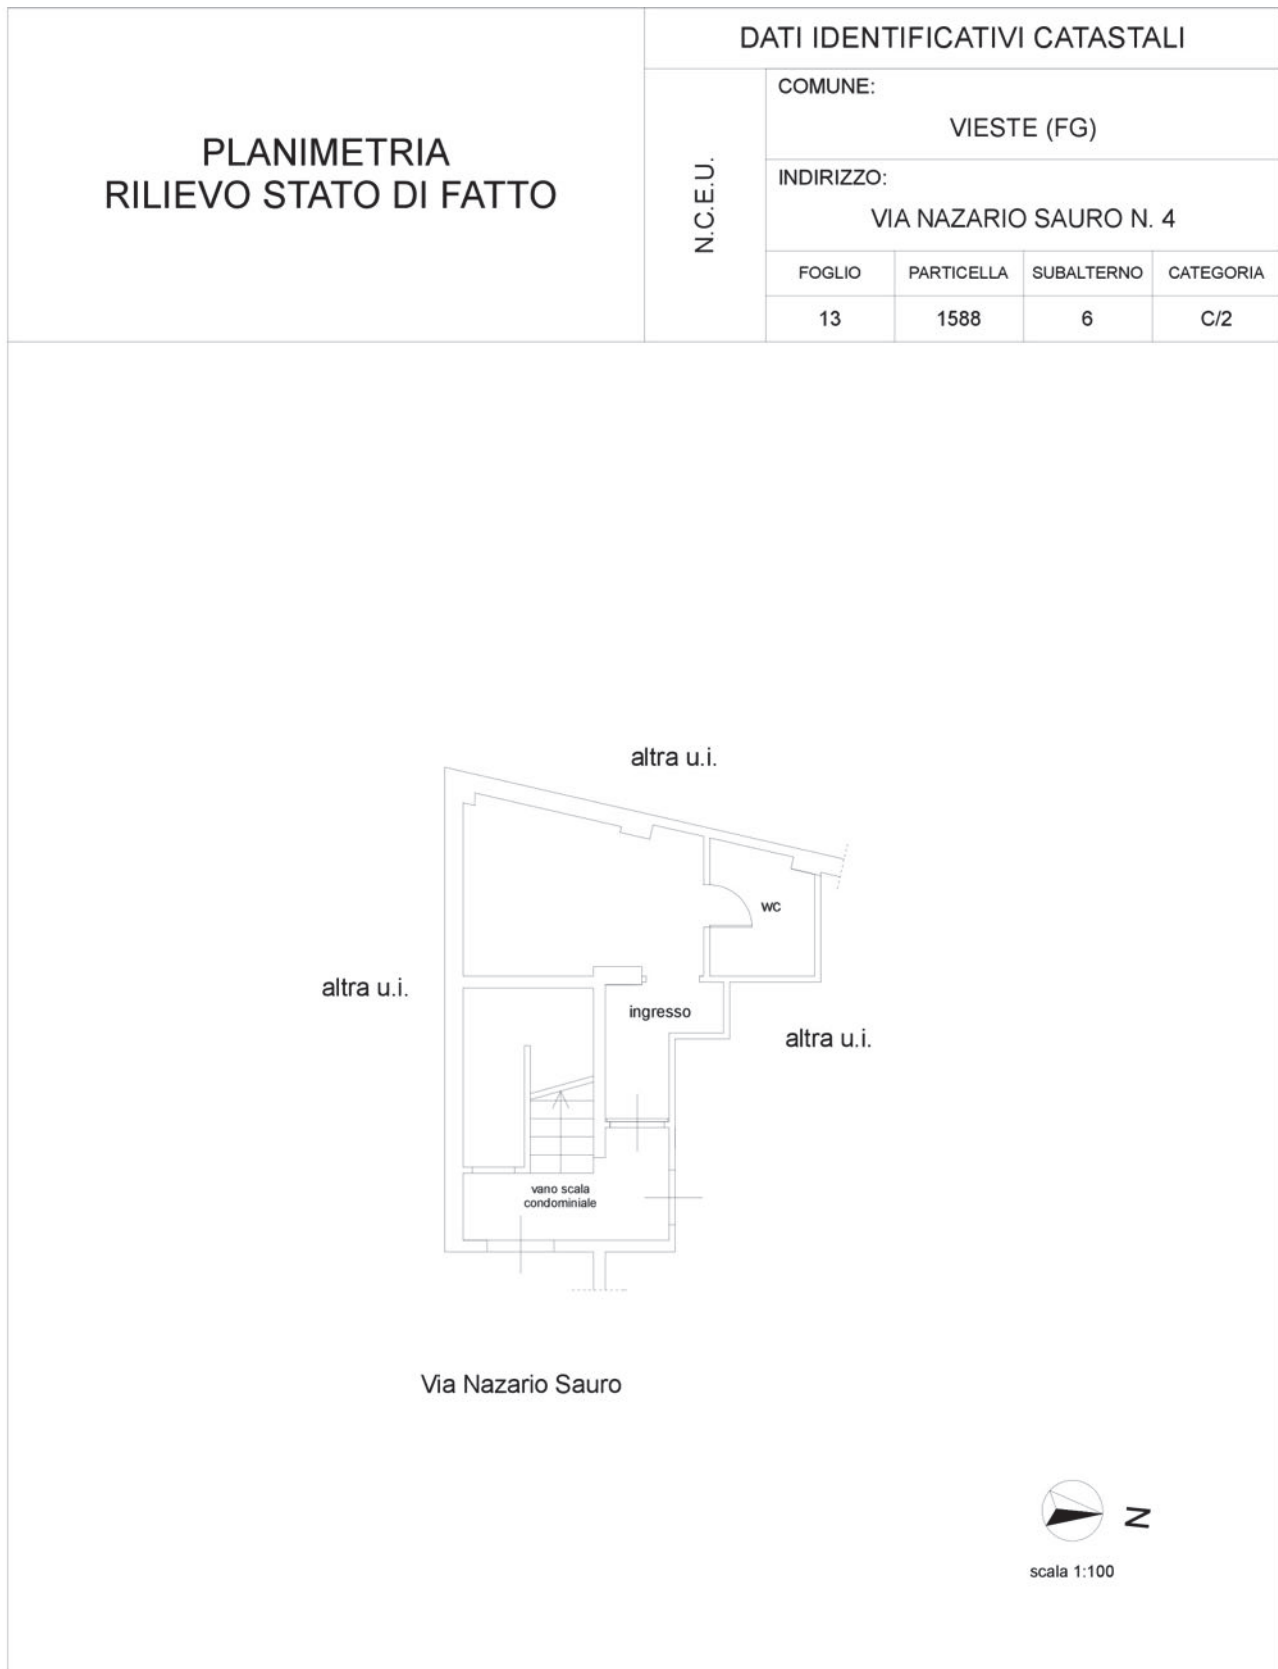 PLANIMETRIA
RILIEVO STATO DI FATTO
DATI IDENTIFICATIVI CATASTALI
N.C.E.U.
COMUNE:
VIESTE (FG)
INDIRIZZO:
VIA NAZARIO SAURO N. 4
FOGLIO PARTICELLA SUBALTERNO CATEGORIA
13 1588 6 C/2
altra u.i.
wc
altra u.i.
ingresso
altra u.i.
vano scala
condominiale
Via Nazario Sauro
N
scala 1:100